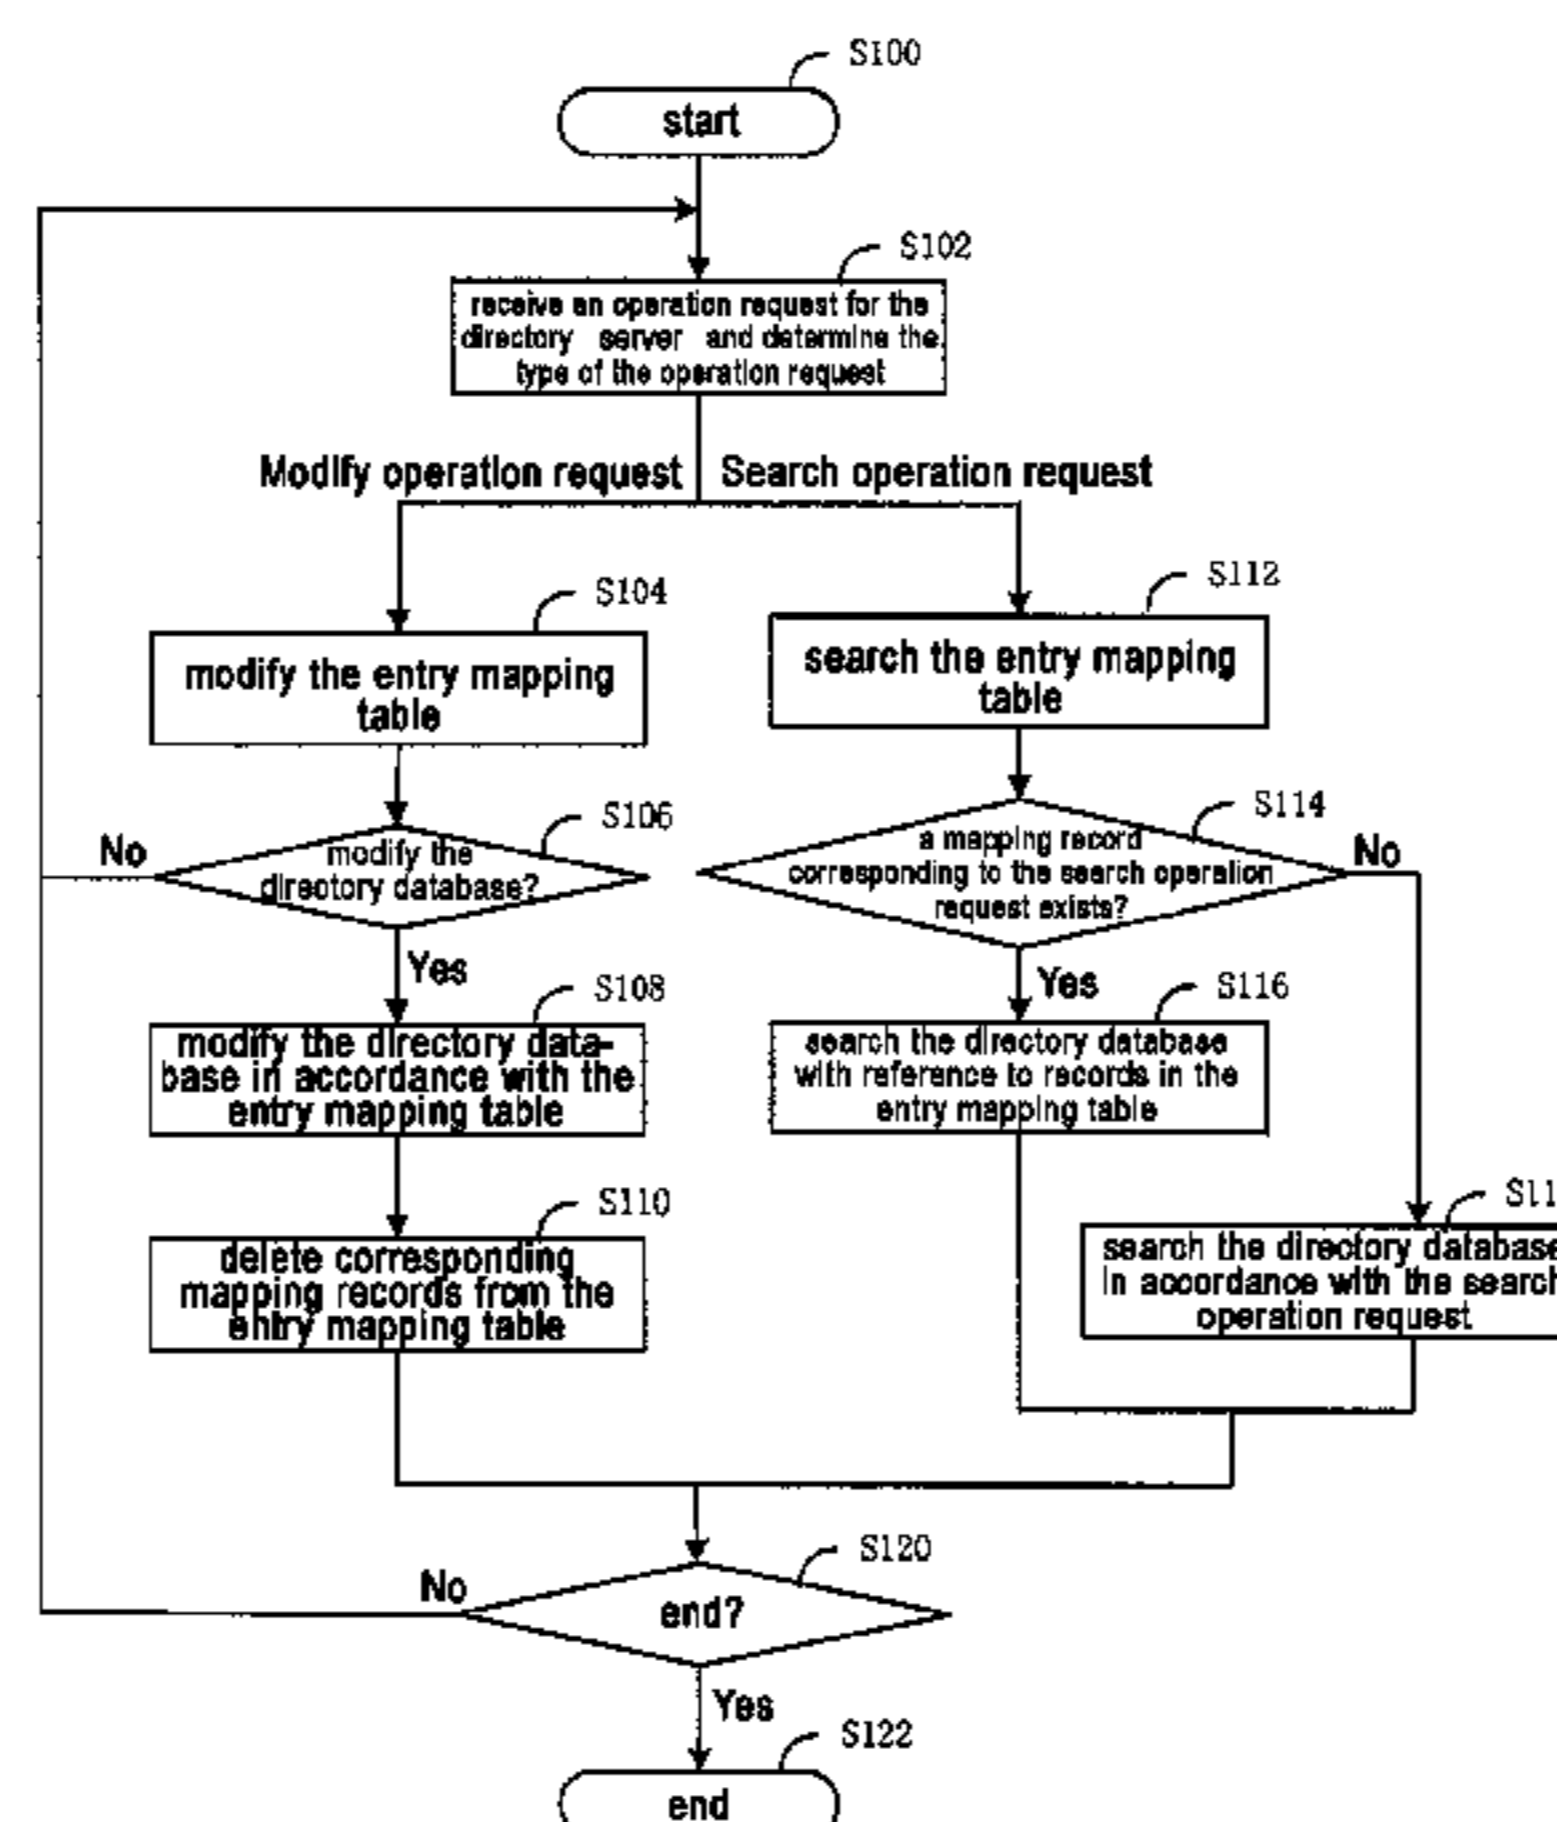 S100
start
S102
receive an operation request for the
directory server and determine the
type of the operation request
Modify operation request
Search operation request
S104
modify the entry mapping
table
S112
search the entry mapping
table
S106
modify the
directory database?
No
Yes
S114
a mapping record
corresponding to the search operation
request exists?
No
Yes
S108
modify the directory data-
base in accordance with the
entry mapping table
S116
search the directory database
with reference to records in the
entry mapping table
S110
delete corresponding
mapping records from the
entry mapping table
S11
search the directory database
in accordance with the search
operation request
S120
end?
No
Yes
S122
end